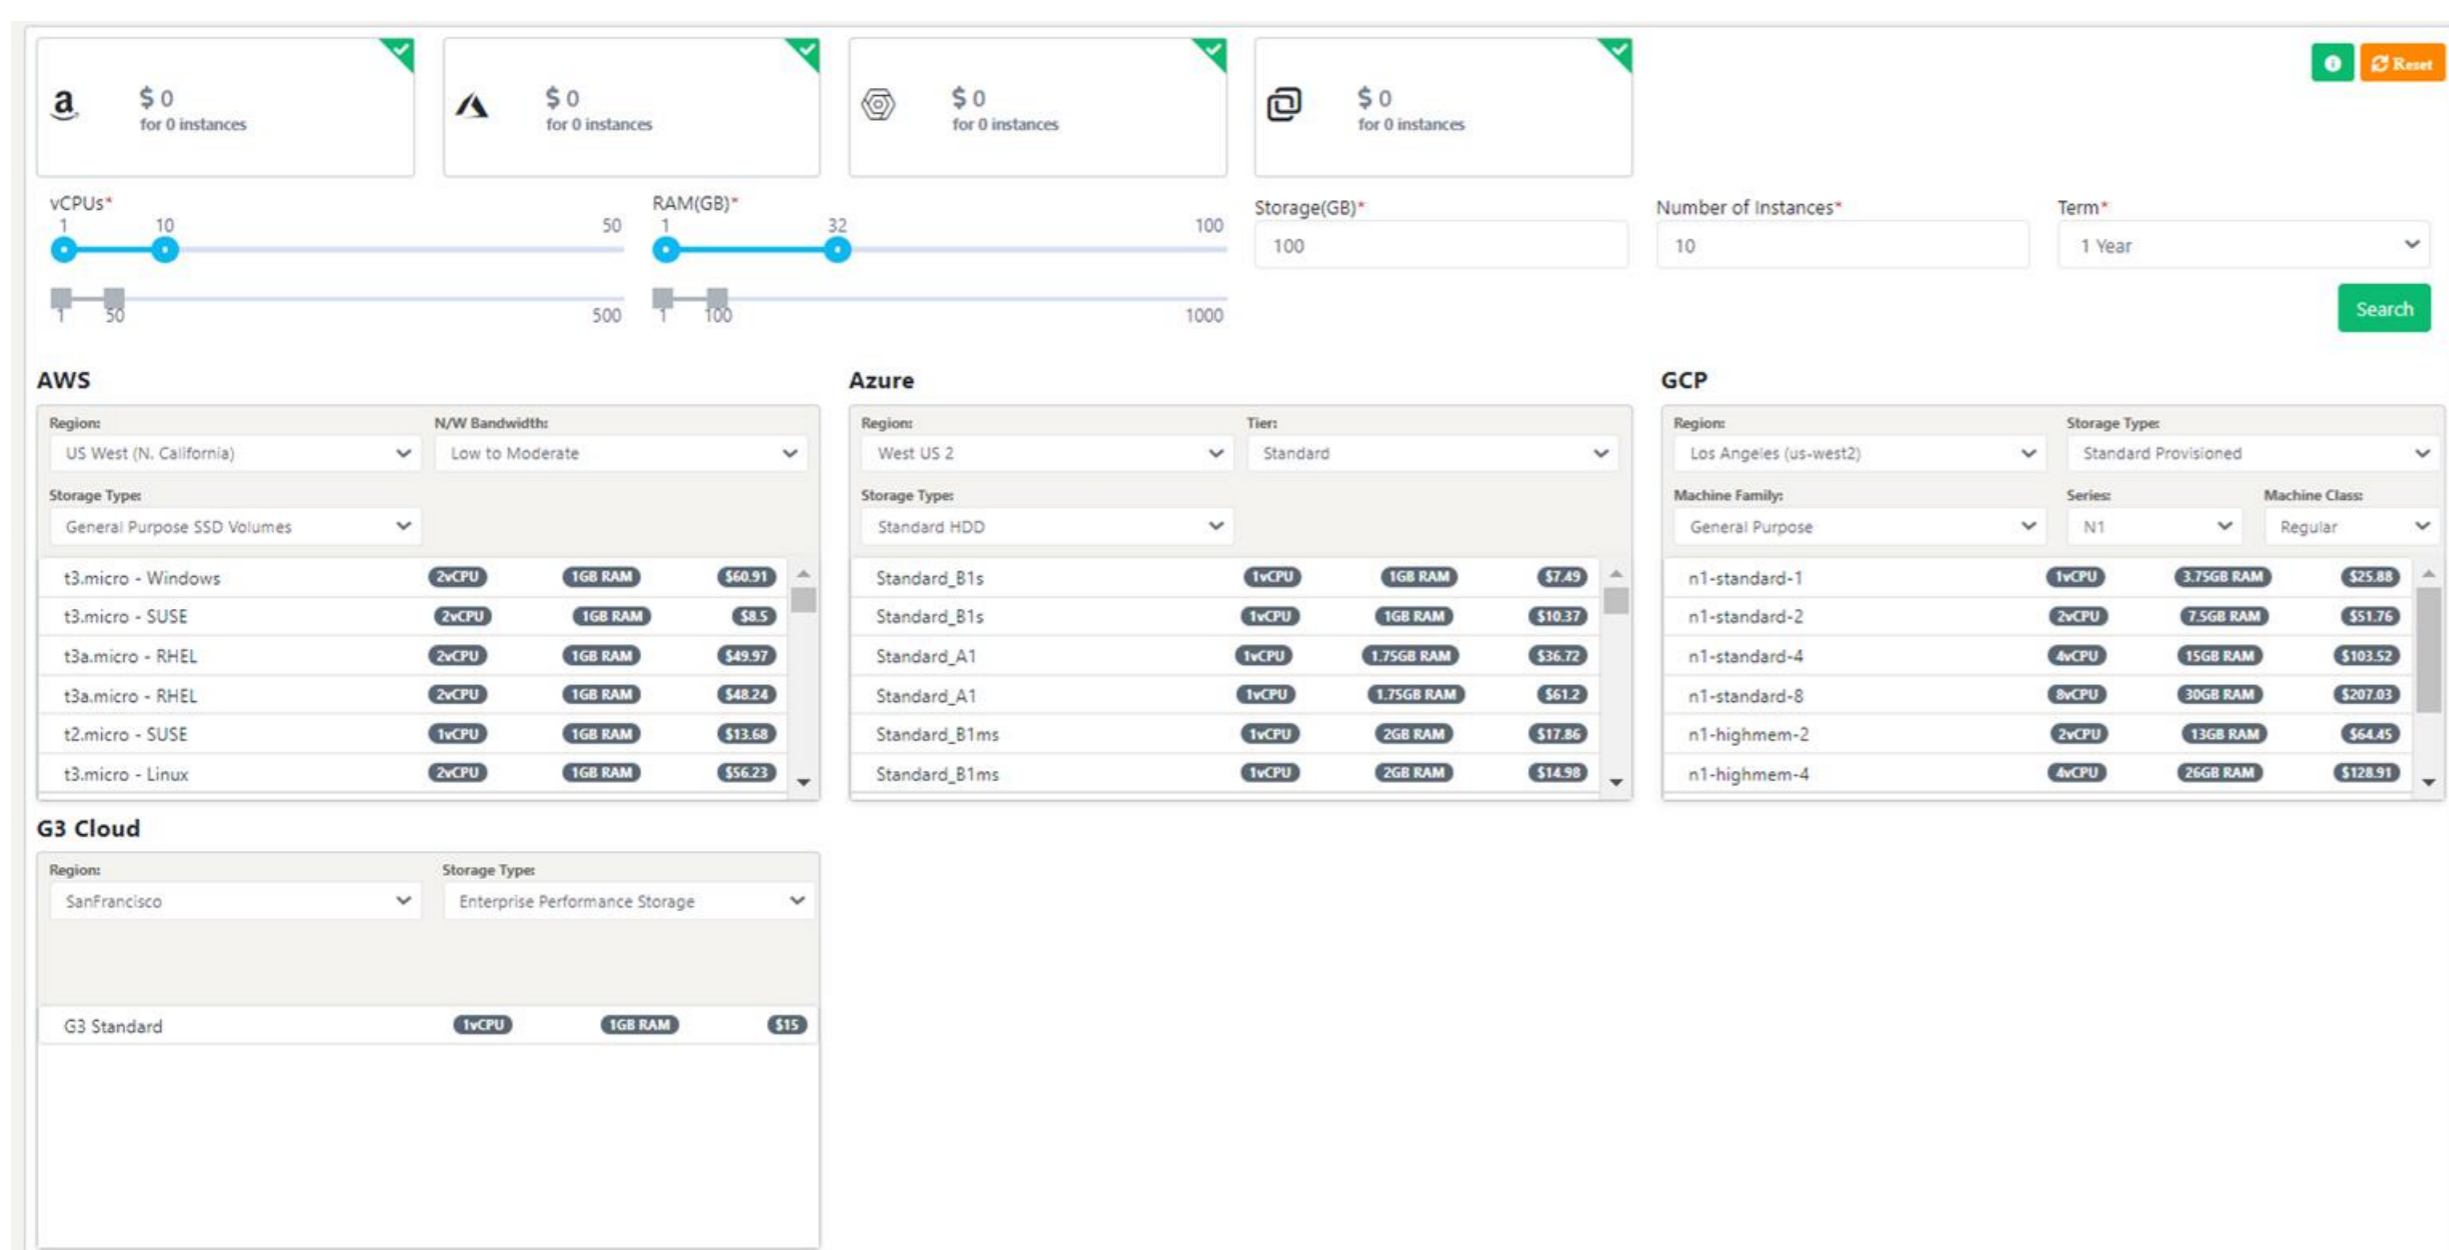 $ 0
for 0 instances
$ 0
for 0 instances
$ 0
for 0 instances
$ 0
for 0 instances
Reset
vCPUs*
1 10 50
1 50 500
RAM(GB)*
1 32 100
1 100 1000
Storage(GB)*
100
Number of Instances*
10
Term*
1 Year
Search
AWS
Region: N/W Bandwidth:
US West (N. California) Low to Moderate
Storage Type:
General Purpose SSD Volumes
t3.micro - Windows 2vCPU 1GB RAM $60.91
t3.micro - SUSE 2vCPU 1GB RAM $8.5
t3a.micro - RHEL 2vCPU 1GB RAM $49.97
t3a.micro - RHEL 2vCPU 1GB RAM $48.24
t2.micro - SUSE 1vCPU 1GB RAM $13.68
t3.micro - Linux 2vCPU 1GB RAM $56.23
Azure
Region: Tier:
West US 2 Standard
Storage Type:
Standard HDD
Standard_B1s 1vCPU 1GB RAM $7.49
Standard_B1s 1vCPU 1GB RAM $10.37
Standard_A1 1vCPU 1.75GB RAM $36.72
Standard_A1 1vCPU 1.75GB RAM $61.2
Standard_B1ms 1vCPU 2GB RAM $17.86
Standard_B1ms 1vCPU 2GB RAM $14.98
GCP
Region: Storage Type:
Los Angeles (us-west2) Standard Provisioned
Machine Family: Series: Machine Class:
General Purpose N1 Regular
n1-standard-1 1vCPU 3.75GB RAM $25.88
n1-standard-2 2vCPU 7.5GB RAM $51.76
n1-standard-4 4vCPU 15GB RAM $103.52
n1-standard-8 8vCPU 30GB RAM $207.03
n1-highmem-2 2vCPU 13GB RAM $64.45
n1-highmem-4 4vCPU 26GB RAM $128.91
G3 Cloud
Region: Storage Type:
SanFrancisco Enterprise Performance Storage
G3 Standard 1vCPU 1GB RAM $15